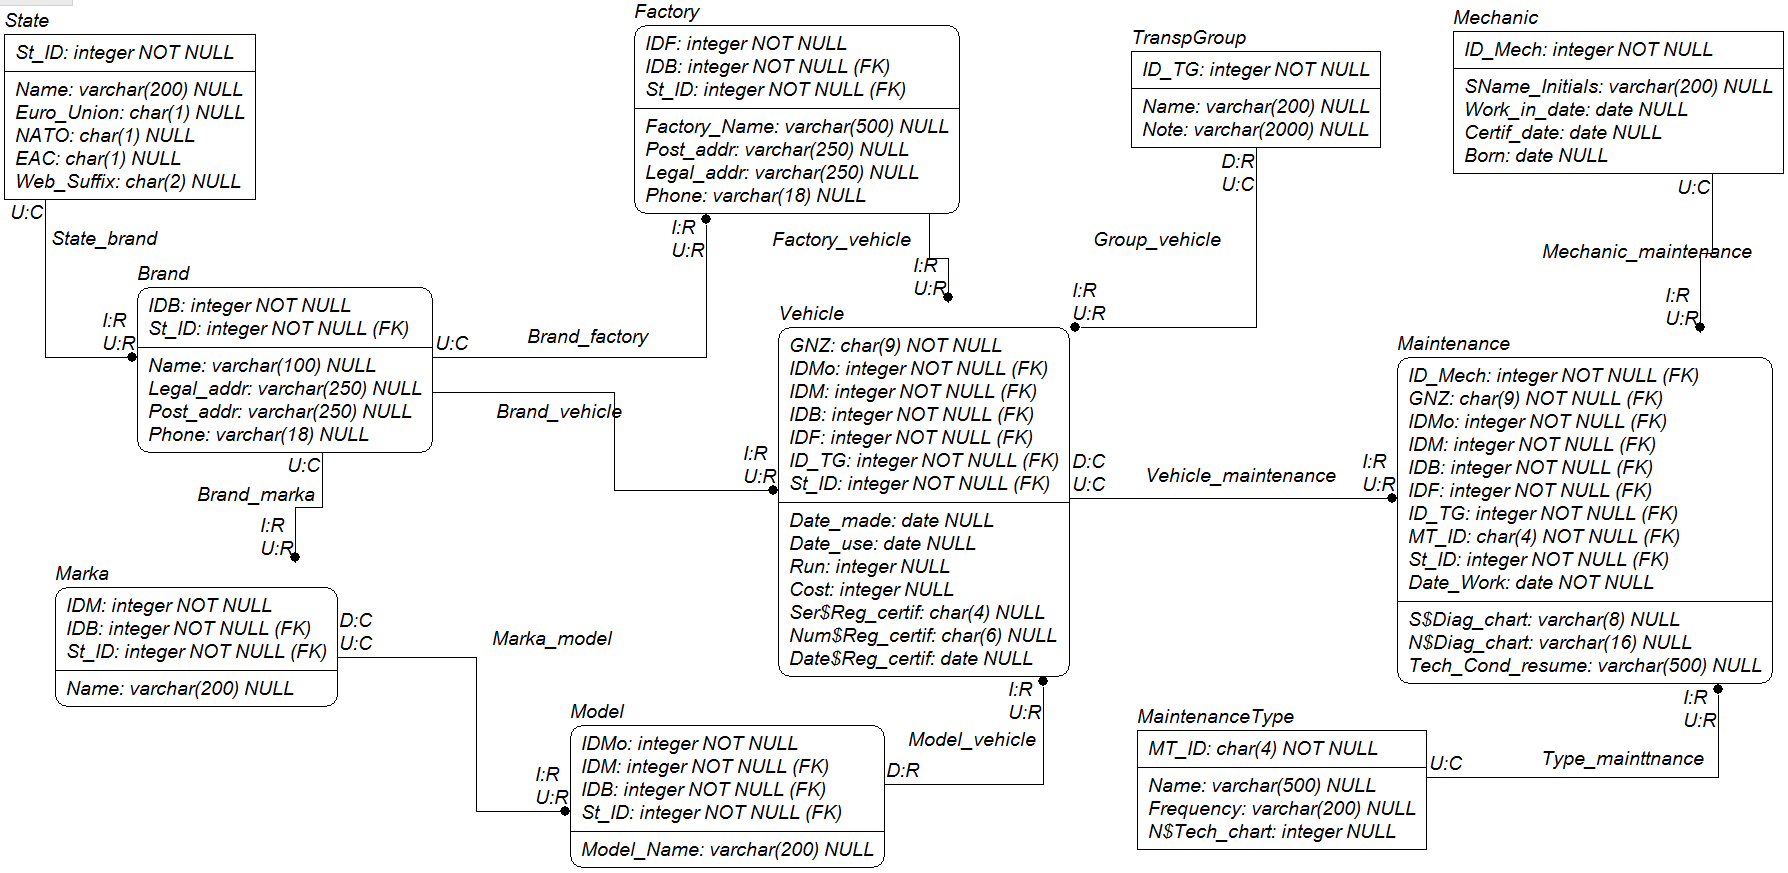 State
St_ID: integer NOT NULL
Name: varchar(200) NULL
Euro_Union: char(1) NULL
NATO: char(1) NULL
EAC: char(1) NULL
Web_Suffix: char(2) NULL
U:C
State_brand
I:R
U:R
Brand
IDB: integer NOT NULL
St_ID: integer NOT NULL (FK)
Name: varchar(100) NULL
Legal_addr: varchar(250) NULL
Post_addr: varchar(250) NULL
Phone: varchar(18) NULL
U:C
Brand_factory
Brand_vehicle
U:C
Brand_marka
I:R
U:R
Marka
IDM: integer NOT NULL
IDB: integer NOT NULL (FK)
St_ID: integer NOT NULL (FK)
Name: varchar(200) NULL
D:C
U:C
Marka_model
I:R
U:R
Model
IDMo: integer NOT NULL
IDM: integer NOT NULL (FK)
IDB: integer NOT NULL (FK)
St_ID: integer NOT NULL (FK)
Model_Name: varchar(200) NULL
D:R
Model_vehicle
I:R
U:R
Factory
IDF: integer NOT NULL
IDB: integer NOT NULL (FK)
St_ID: integer NOT NULL (FK)
Factory_Name: varchar(500) NULL
Post_addr: varchar(250) NULL
Legal_addr: varchar(250) NULL
Phone: varchar(18) NULL
I:R
U:R
Factory_vehicle
I:R
U:R
TranspGroup
ID_TG: integer NOT NULL
Name: varchar(200) NULL
Note: varchar(2000) NULL
D:R
U:C
Group_vehicle
I:R
U:R
Vehicle
GNZ: char(9) NOT NULL
IDMo: integer NOT NULL (FK)
IDM: integer NOT NULL (FK)
IDB: integer NOT NULL (FK)
IDF: integer NOT NULL (FK)
ID_TG: integer NOT NULL (FK)
St_ID: integer NOT NULL (FK)
Date_made: date NULL
Date_use: date NULL
Run: integer NULL
Cost: integer NULL
Ser$Reg_certif: char(4) NULL
Num$Reg_certif: char(6) NULL
Date$Reg_certif: date NULL
I:R
U:R
D:C
U:C
Vehicle_maintenance
I:R
U:R
Mechanic
ID_Mech: integer NOT NULL
SName_Initials: varchar(200) NULL
Work_in_date: date NULL
Certif_date: date NULL
Born: date NULL
U:C
Mechanic_maintenance
I:R
U:R
Maintenance
ID_Mech: integer NOT NULL (FK)
GNZ: char(9) NOT NULL (FK)
IDMo: integer NOT NULL (FK)
IDM: integer NOT NULL (FK)
IDB: integer NOT NULL (FK)
IDF: integer NOT NULL (FK)
ID_TG: integer NOT NULL (FK)
MT_ID: char(4) NOT NULL (FK)
St_ID: integer NOT NULL (FK)
Date_Work: date NOT NULL
S$Diag_chart: varchar(8) NULL
N$Diag_chart: varchar(16) NULL
Tech_Cond_resume: varchar(500) NULL
I:R
U:R
MaintenanceType
MT_ID: char(4) NOT NULL
Name: varchar(500) NULL
Frequency: varchar(200) NULL
N$Tech_chart: integer NULL
U:C
Type_mainttnance